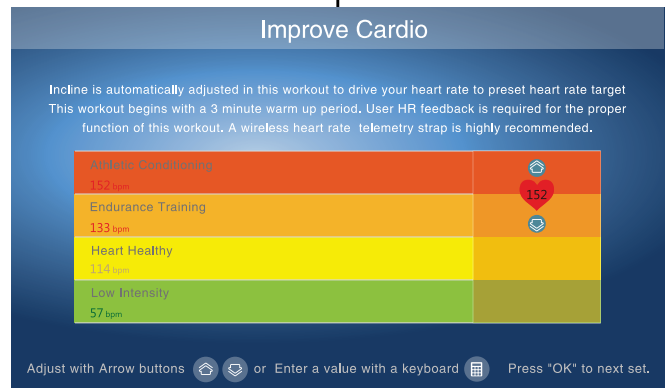 Improve Cardio
Incline is automatically adjusted in this workout to drive your heart rate to preset heart rate target
This workout begins with a 3 minute warm up period. User HR feedback is required for the proper
function of this workout. A wireless heart rate telemetry strap is highly recommended.
Athletic Conditioning
152 bpm
152
Endurance Training
133 bpm
Heart Healthy
114 bpm
Low Intensity
57 bpm
Adjust with Arrow buttons or Enter a value with a keyboard Press "OK" to next set.